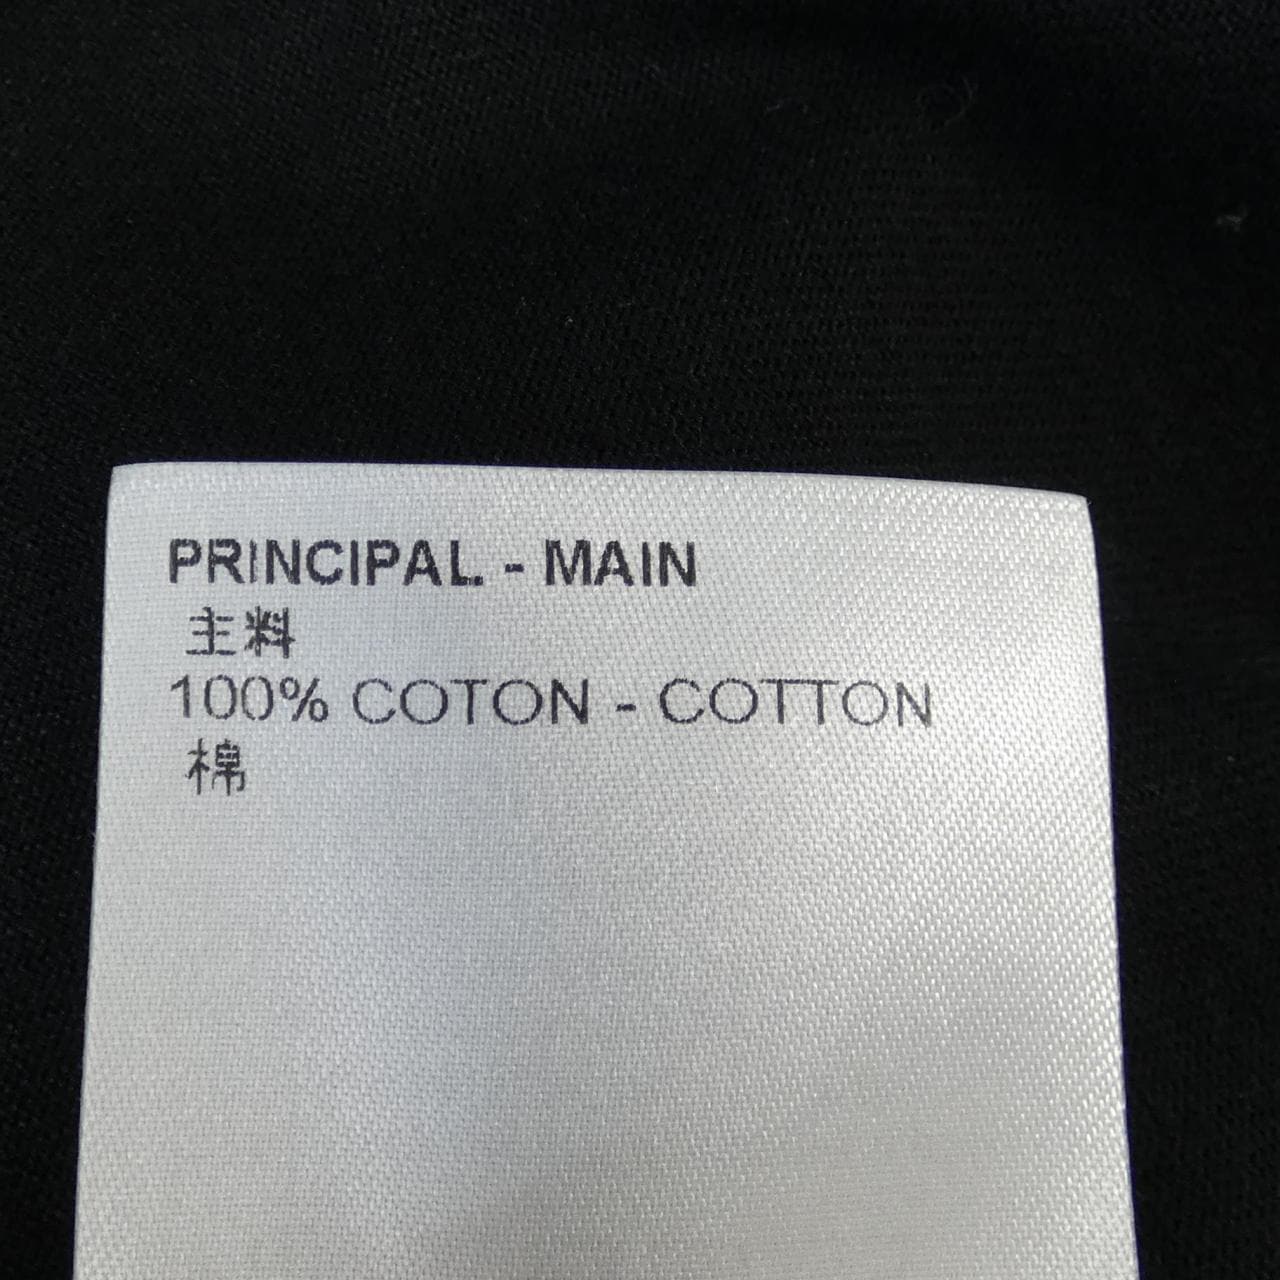 PRINCIPAL - MAIN
主料
100% COTON - COTTON
棉